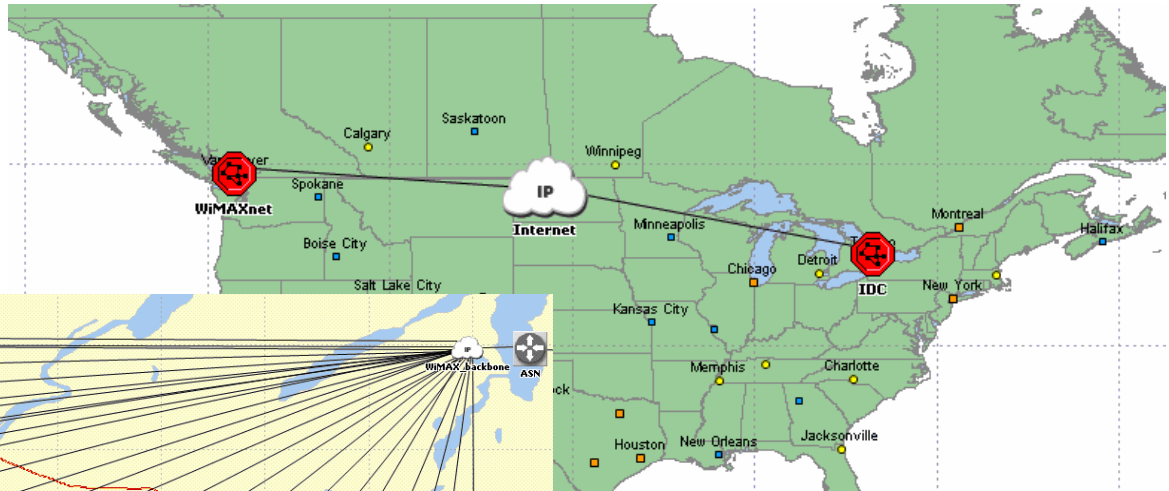 Saskatoon
Calgary
Winnipeg
IP
Spokane
WiMAXnet
Internet
Montreal
Minneapolis
Halifax
Boise City
Detroit
Chicago
IDC
New York
Salt Lake City
Kansas City
IP
WiMAX_backbone
ASN
Memphis
Charlotte
Jacksonville
Houston
New Orleans